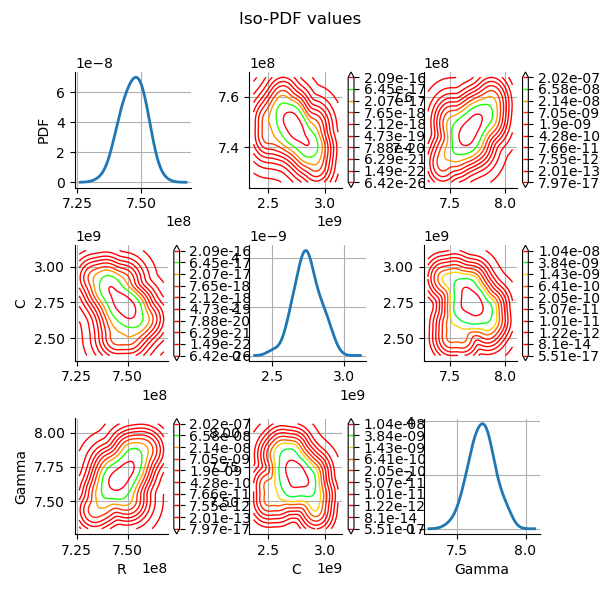 Iso-PDF values
1e−8
PDF
6
4
2
0
7.25
7.50
1e8
1e8
7.6
7.4
2.5
3.0
1e9
2.09e-16
6.45e-17
2.07e-17
7.65e-18
2.12e-18
4.73e-19
7.88e-20
6.29e-21
1.49e-22
6.42e-26
1e8
7.5
8.0
2.02e-07
6.58e-08
2.14e-08
7.05e-09
1.9e-09
4.28e-10
7.66e-11
7.55e-12
2.01e-13
7.97e-17
1e9
C
3.00
2.75
2.50
7.25
7.50
1e8
2.09e-16
6.45e-17
2.07e-17
7.65e-18
2.12e-18
4.73e-19
7.88e-20
6.29e-21
1.49e-22
6.42e-26
1e−9
4
2.5
3.0
1e9
1e9
3.00
2.75
2.50
7.5
8.0
1.04e-08
3.84e-09
1.43e-09
6.41e-10
2.05e-10
5.07e-11
1.01e-11
1.22e-12
8.1e-14
5.51e-17
Gamma
8.00
7.75
7.50
7.25
7.50
1e8
R
2.02e-07
6.58e-08
2.14e-08
7.05e-09
1.9e-09
4.28e-10
7.66e-11
7.55e-12
2.01e-13
7.97e-17
8.00
7.50
2.5
3.0
1e9
C
1.04e-08
3.84e-09
1.43e-09
6.41e-10
2.05e-10
5.07e-11
1.01e-11
1.22e-12
8.1e-14
5.51e-17
4
2
7.5
8.0
Gamma